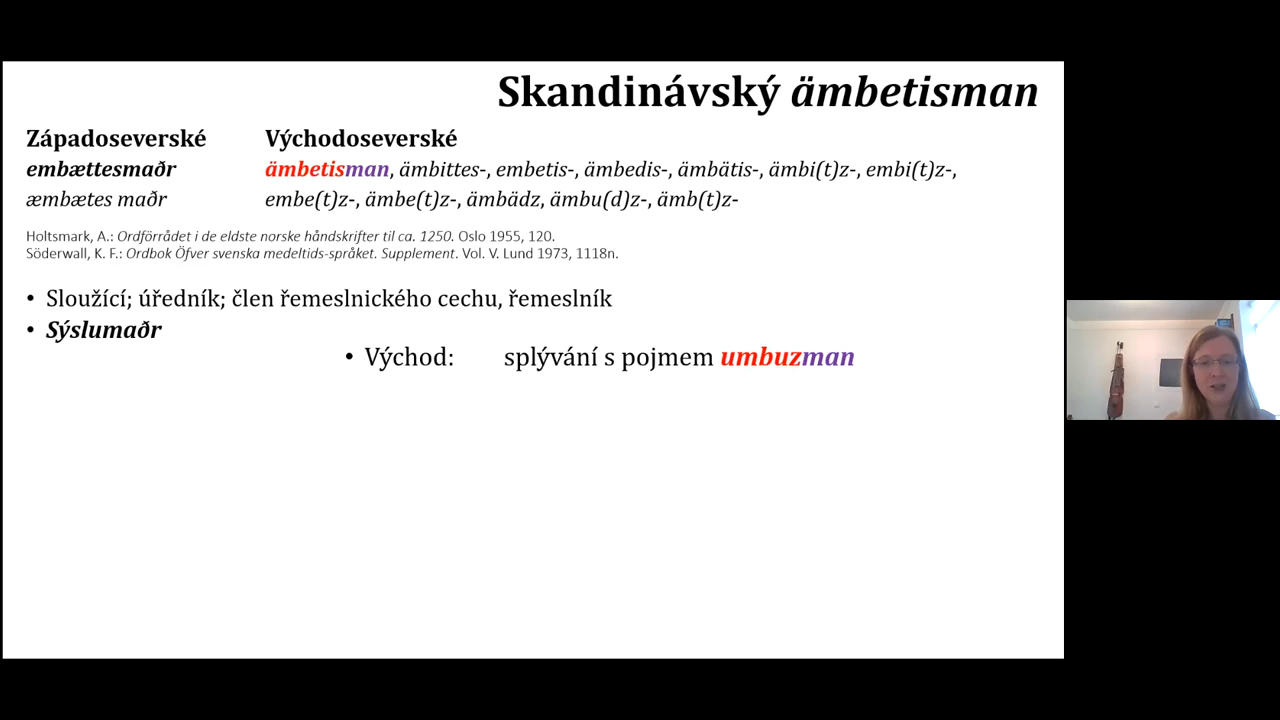 Skandinávský ämbetisman
Západoseverské Východoseverské
embættesmaðr ämbetisman, ämbittes-, embetis-, ämbedis-, ämbätis-, ämbi(t)z-, embi(t)z-,
æmbætes maðr embe(t)z-, ämbe(t)z-, ämbädz, ämbu(d)z-, ämb(t)z-
Holtsmark, A.: Ordförrådet i de eldste norske håndskrifter til ca. 1250. Oslo 1955, 120.
Söderwall, K. F.: Ordbok Öfver svenska medeltids-språket. Supplement. Vol. V. Lund 1973, 1118n.
• Sloužící; úředník; člen řemeslnického cechu, řemeslník
• Sýslumaðr
• Východ: splývání s pojmem umbuzman